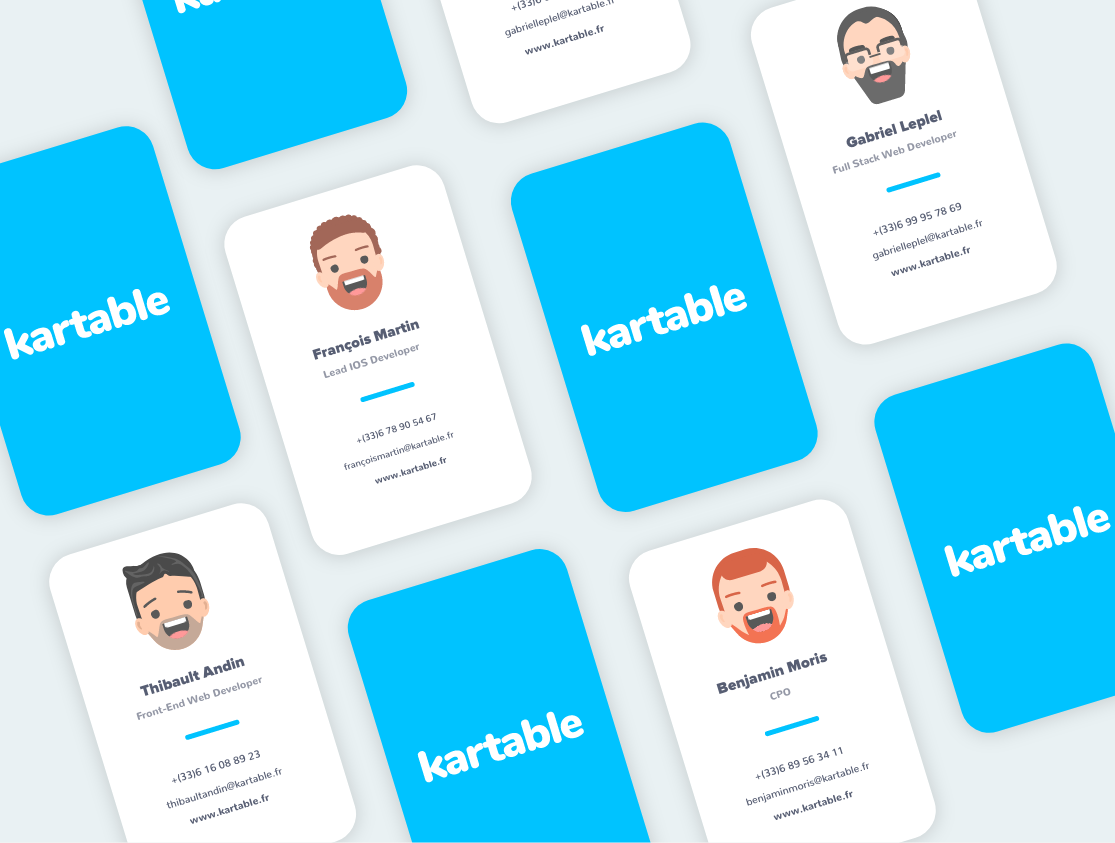 ka
gabrielleplel@kartable.fr
www.kartable.fr
Gabriel Leplel
Full Stack Web Developer
+(33)6 99 95 78 69
gabrielleplel@kartable.fr
www.kartable.fr
kartable
François Martin
Lead IOS Developer
+(33)6 78 90 54 67
françoismartin@kartable.fr
www.kartable.fr
kartable
kartable
Thibault Andin
Front-End Web Developer
+(33)6 16 08 89 23
thibaultandin@kartable.fr
www.kartable.fr
kartable
Benjamin Moris
CPO
+(33)6 89 56 34 11
benjaminmoris@kartable.fr
www.kartable.fr